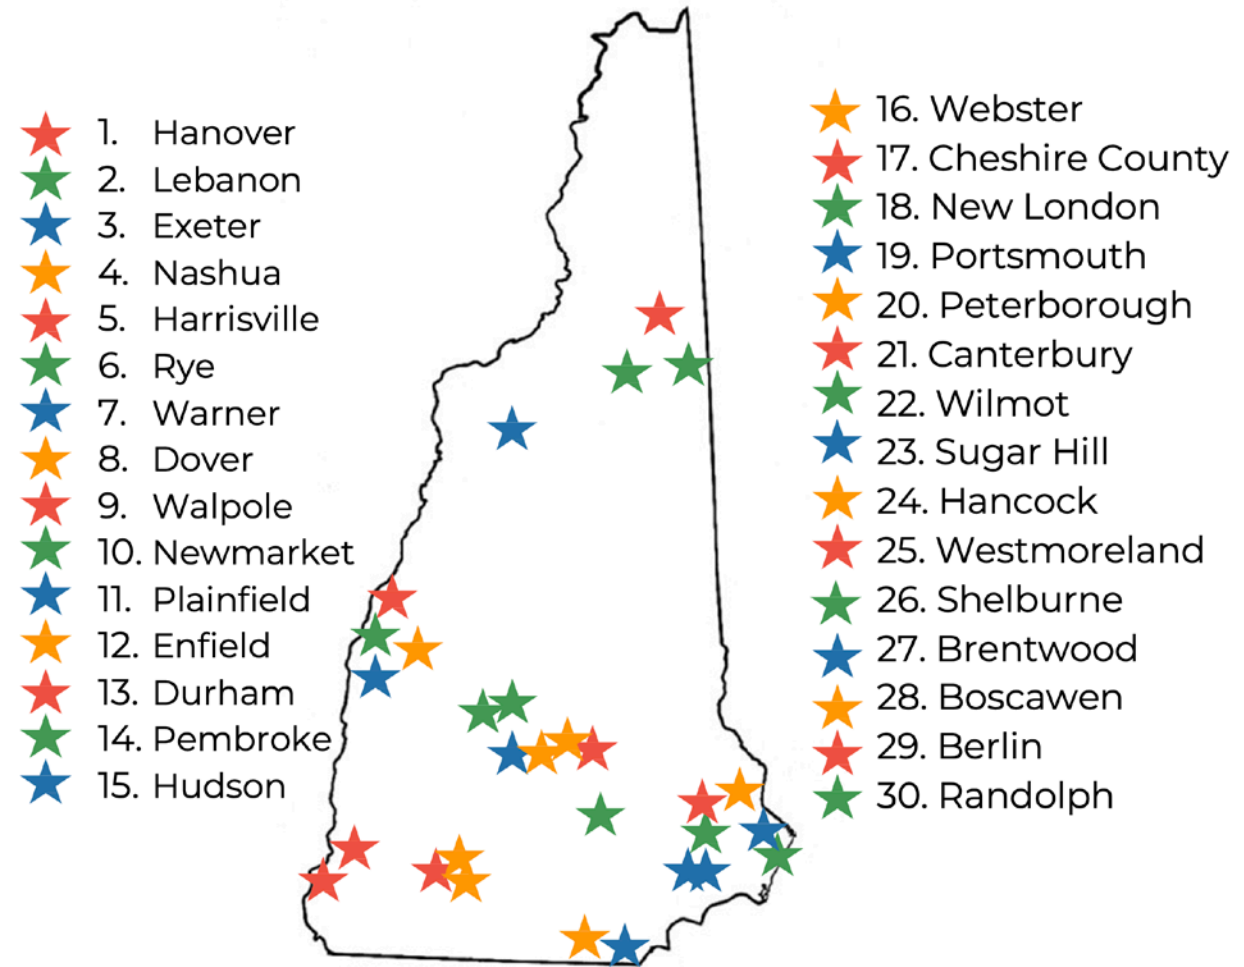 1. Hanover
2. Lebanon
3. Exeter
4. Nashua
5. Harrisville
6. Rye
7. Warner
8. Dover
9. Walpole
10. Newmarket
11. Plainfield
12. Enfield
13. Durham
14. Pembroke
15. Hudson
16. Webster
17. Cheshire County
18. New London
19. Portsmouth
20. Peterborough
21. Canterbury
22. Wilmot
23. Sugar Hill
24. Hancock
25. Westmoreland
26. Shelburne
27. Brentwood
28. Boscawen
29. Berlin
30. Randolph